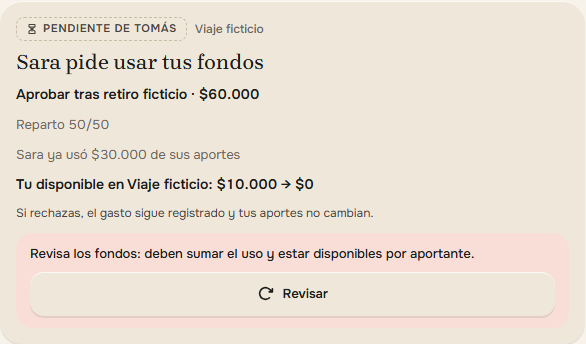 PENDIENTE DE TOMÁS Viaje ficticio
Sara pide usar tus fondos
Aprobar tras retiro ficticio · $60.000
Reparto 50/50
Sara ya usó $30.000 de sus aportes
Tu disponible en Viaje ficticio: $10.000 → $0
Si rechazas, el gasto sigue registrado y tus aportes no cambian.
Revisa los fondos: deben sumar el uso y estar disponibles por aportante.
Revisar